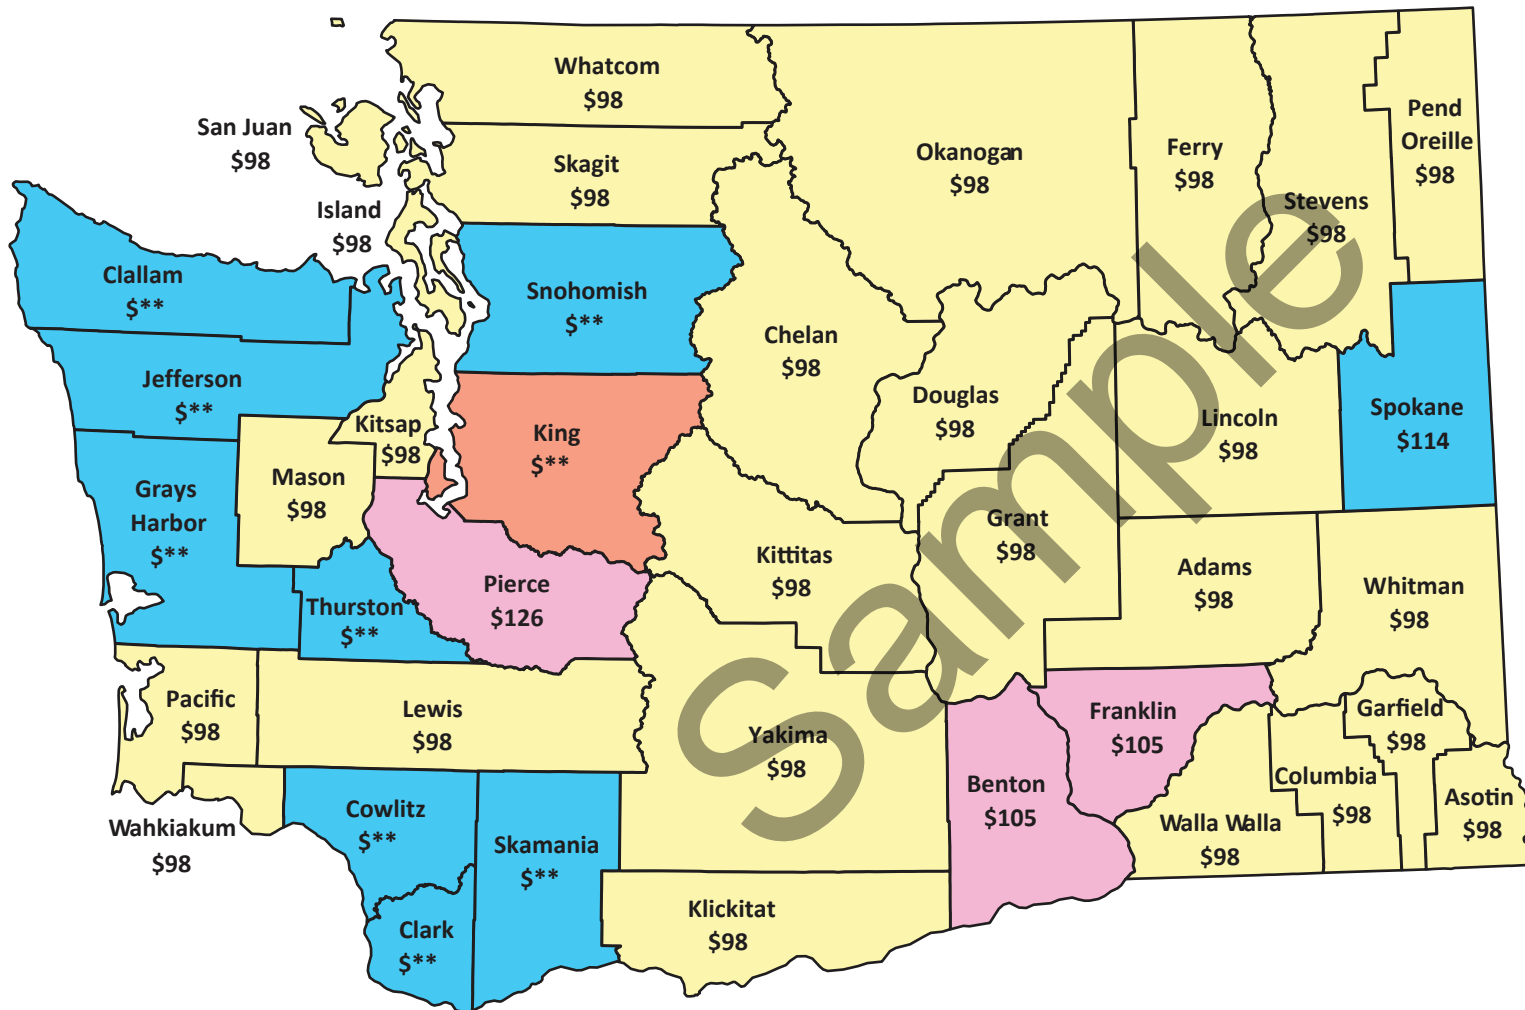 Whatcom
$98
San Juan
$98
Skagit
$98
Island
$98
Okanogan
$98
Ferry
$98
Stevens
$98
Pend
Oreille
$98
Clallam
$**
Snohomish
$**
Chelan
$98
Jefferson
$**
Kitsap
$98
King
$**
Douglas
$98
Lincoln
$98
Spokane
$114
Grays
Harbor
$**
Mason
$98
Grant
$98
Kittitas
$98
Adams
$98
Whitman
$98
Thurston
$**
Pierce
$126
Pacific
$98
Lewis
$98
Yakima
$98
Benton
$105
Franklin
$105
Garfield
$98
Columbia
$98
Asotin
$98
Walla Walla
$98
Wahkiakum
$98
Cowlitz
$**
Skamania
$**
Clark
$**
Klickitat
$98
Sample